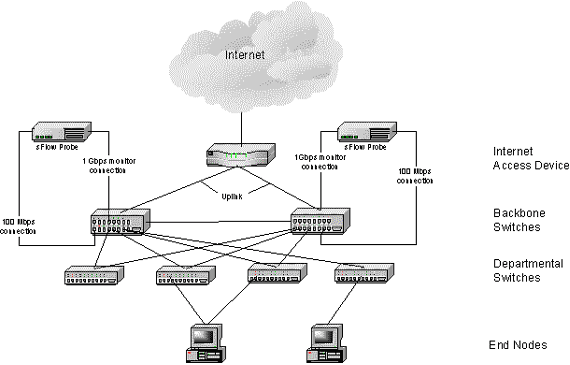 Internet
sFlow Probe
sFlow Probe
1 Gbps monitor
connection
1Gbps monitor
connection
Internet
Access Device
100 Mbps
connection
Uplink
100 Mbps
connection
Backbone
Switches
Departmental
Switches
End Nodes